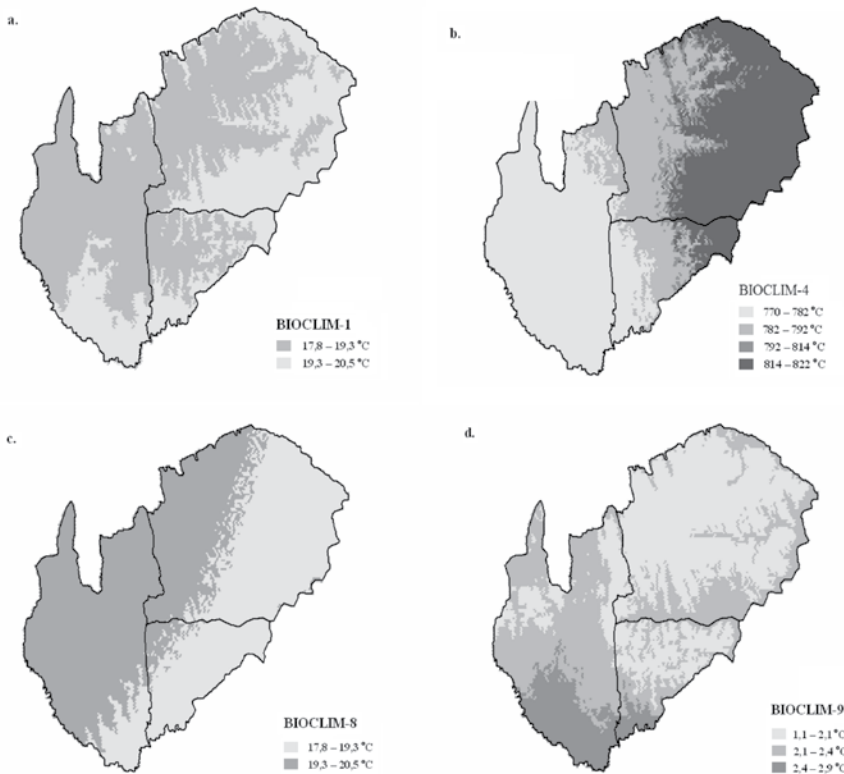 a.
BIOCLIM-1
17,8 – 19,3 °C
19,3 – 20,5 °C
b.
BIOCLIM-4
770 – 782 °C
782 – 792 °C
792 – 814 °C
814 – 822 °C
c.
BIOCLIM-8
17,8 – 19,3 °C
19,3 – 20,5 °C
d.
BIOCLIM-9
1,1 – 2,1 °C
2,1 – 2,4 °C
2,4 – 2,9 °C